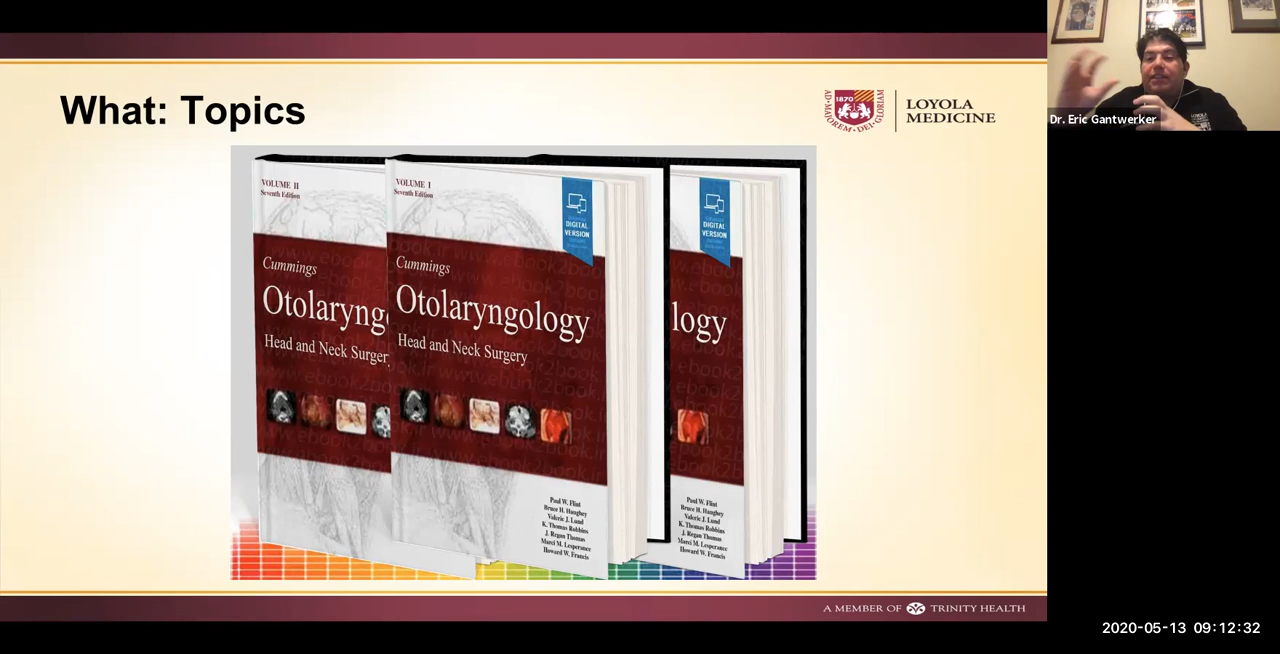 What: Topics
1870
AD·MAJOREM·DEI·GLORIAM
LOYOLA
MEDICINE
VOLUME II
Seventh Edition
Cummings
Otolaryngo
Head and Neck Surger
VOLUME I
Seventh Edition
DIGITAL
VERSION
Cummings
Otolaryngology
Head and Neck Surgery
Paul W. Flint
Bruce H. Haughey
Valerie J. Lund
K. Thomas Robbins
J. Regan Thomas
Marci M. Lesperance
Howard W. Francis
DIGITAL
VERSION
logy
Paul W. Flint
Bruce H. Haughey
Valerie J. Lund
K. Thomas Robbins
J. Regan Thomas
Marci M. Lesperance
Howard W. Francis
A MEMBER OF TRINITY HEALTH
Dr. Eric Gantwerker
2020-05-13 09:12:32